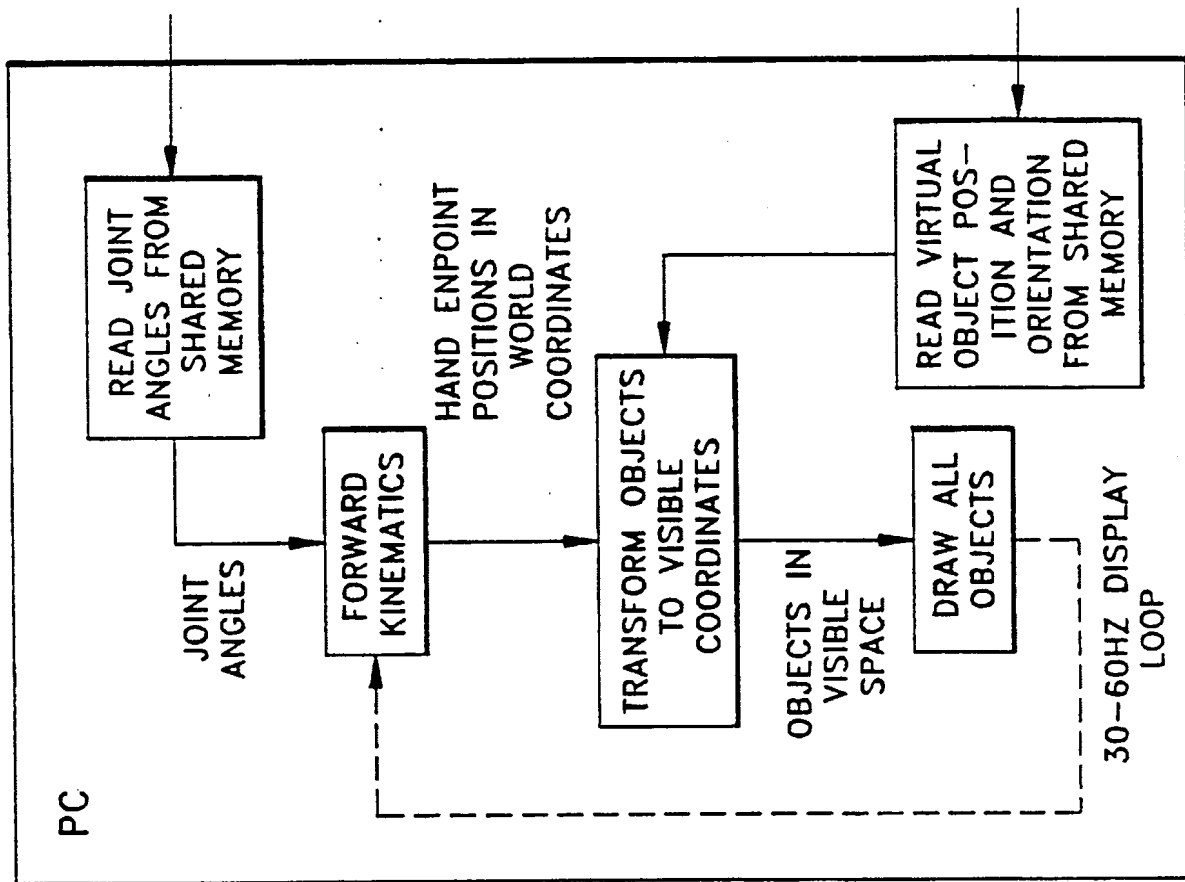 PC
READ JOINT
ANGLES FROM
SHARED
MEMORY
JOINT
ANGLES
FORWARD
KINEMATICS
HAND ENPOINT
POSITIONS IN
WORLD
COORDINATES
TRANSFORM OBJECTS
TO VISIBLE
COORDINATES
READ VIRTUAL
OBJECT POS–
ITION AND
ORIENTATION
FROM SHARED
MEMORY
OBJECTS IN
VISIBLE
SPACE
DRAW ALL
OBJECTS
30–60HZ DISPLAY
LOOP